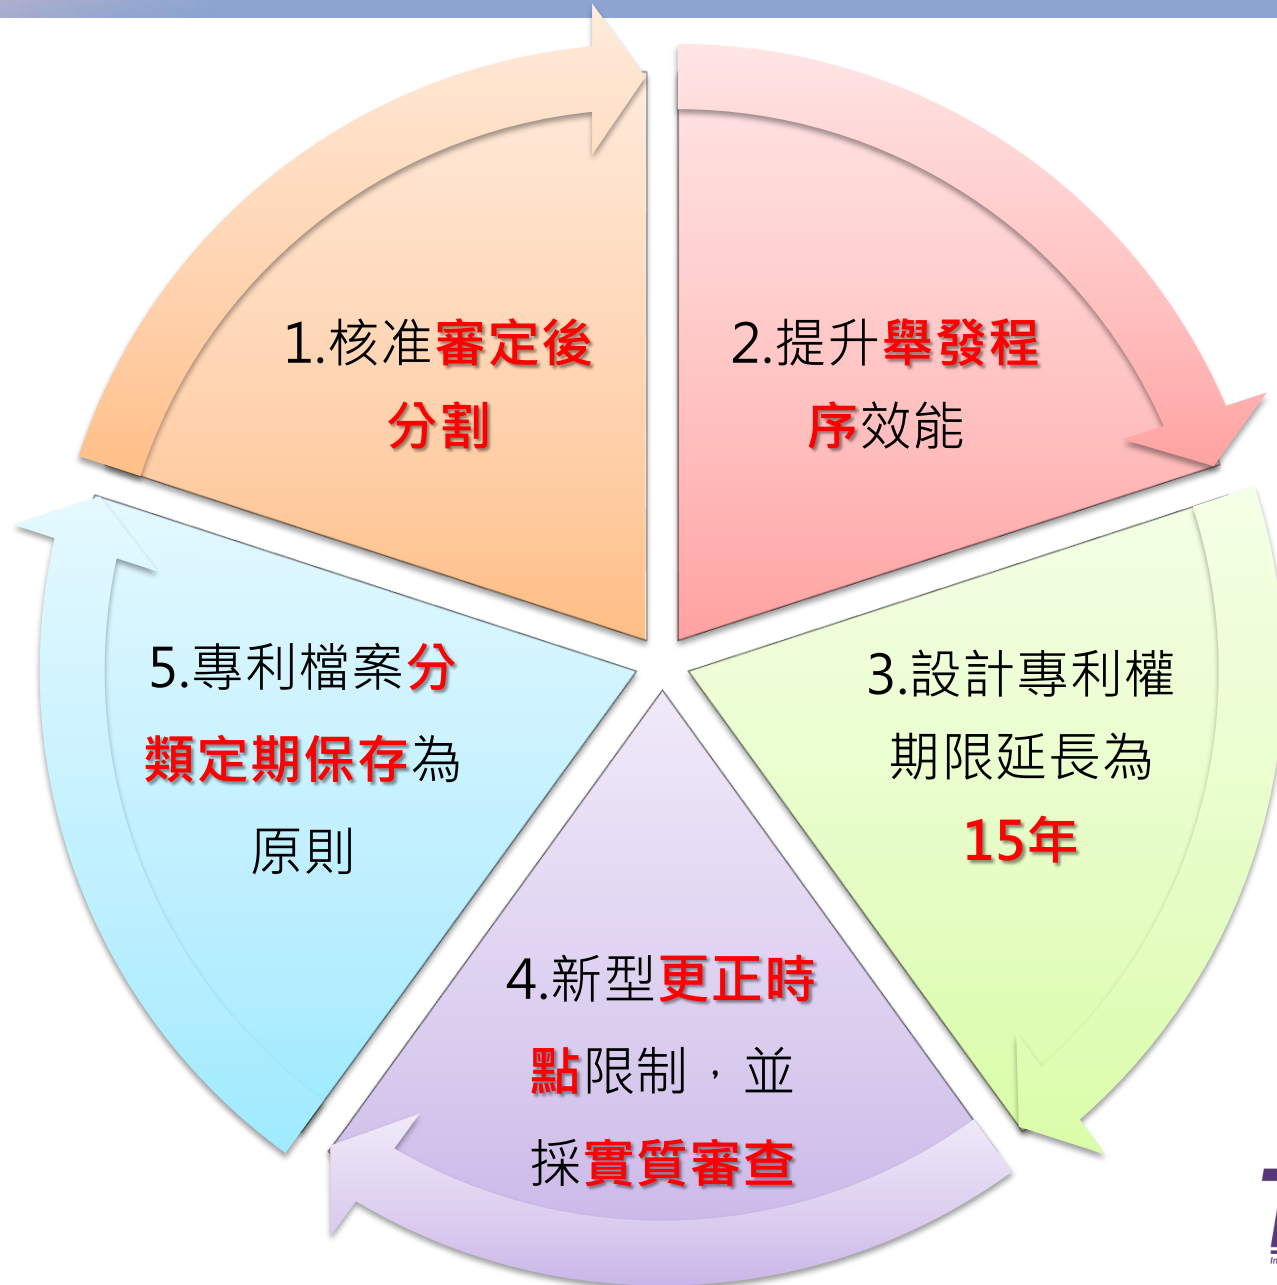 1.核准審定後
分割
2.提升舉發程
序效能
3.設計專利權
期限延長為
15年
4.新型更正時
點限制，並
採實質審查
5.專利檔案分
類定期保存為
原則